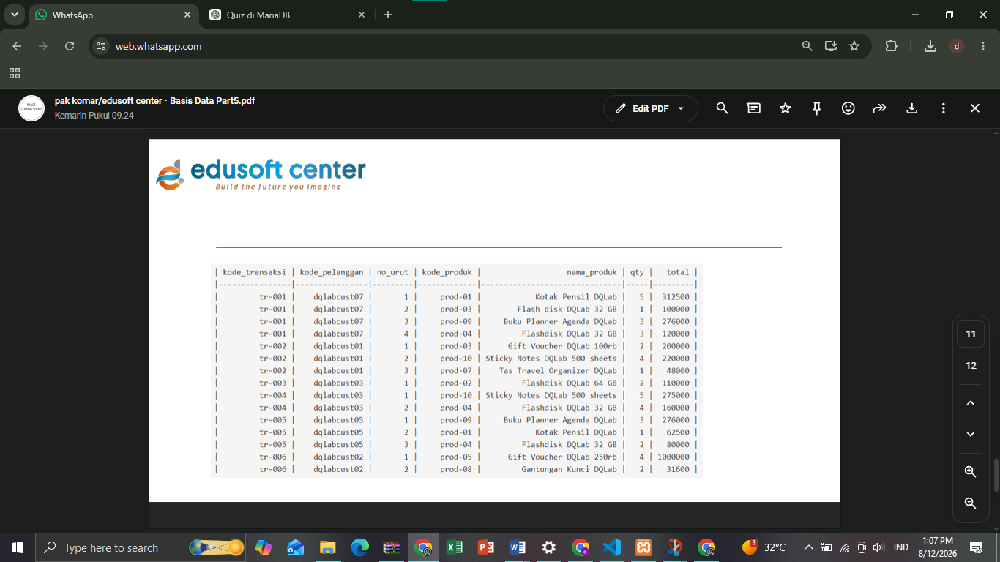 WhatsApp
Quiz di MariaDB
web.whatsapp.com
d
IMAGE
COMING SOON
pak komar/edusoft center · Basis Data Part5.pdf
Kemarin Pukul 09.24
Edit PDF
edusoft center
Build the future you imagine
| kode_transaksi | kode_pelanggan | no_urut | kode_produk | nama_produk | qty | total |
|----------------|----------------|---------|-------------|-----------------------------|-----|---------|
| tr-001 | dqlabcust07 | 1 | prod-01 | Kotak Pensil DQLab | 5 | 312500 |
| tr-001 | dqlabcust07 | 2 | prod-03 | Flash disk DQLab 32 GB | 1 | 100000 |
| tr-001 | dqlabcust07 | 3 | prod-09 | Buku Planner Agenda DQLab | 3 | 276000 |
| tr-001 | dqlabcust07 | 4 | prod-04 | Flashdisk DQLab 32 GB | 3 | 120000 |
| tr-002 | dqlabcust01 | 1 | prod-03 | Gift Voucher DQLab 100rb | 2 | 200000 |
| tr-002 | dqlabcust01 | 2 | prod-10 | Sticky Notes DQLab 500 sheets | 4 | 220000 |
| tr-002 | dqlabcust01 | 3 | prod-07 | Tas Travel Organizer DQLab | 1 | 48000 |
| tr-003 | dqlabcust03 | 1 | prod-02 | Flashdisk DQLab 64 GB | 2 | 110000 |
| tr-004 | dqlabcust03 | 1 | prod-10 | Sticky Notes DQLab 500 sheets | 5 | 275000 |
| tr-004 | dqlabcust03 | 2 | prod-04 | Flashdisk DQLab 32 GB | 4 | 160000 |
| tr-005 | dqlabcust05 | 1 | prod-09 | Buku Planner Agenda DQLab | 3 | 276000 |
| tr-005 | dqlabcust05 | 2 | prod-01 | Kotak Pensil DQLab | 1 | 62500 |
| tr-005 | dqlabcust05 | 3 | prod-04 | Flashdisk DQLab 32 GB | 2 | 80000 |
| tr-006 | dqlabcust02 | 1 | prod-05 | Gift Voucher DQLab 250rb | 4 | 1000000 |
| tr-006 | dqlabcust02 | 2 | prod-08 | Gantungan Kunci DQLab | 2 | 31600 |
11
12
Type here to search
3
32°C
IND
1:07 PM
8/12/2026